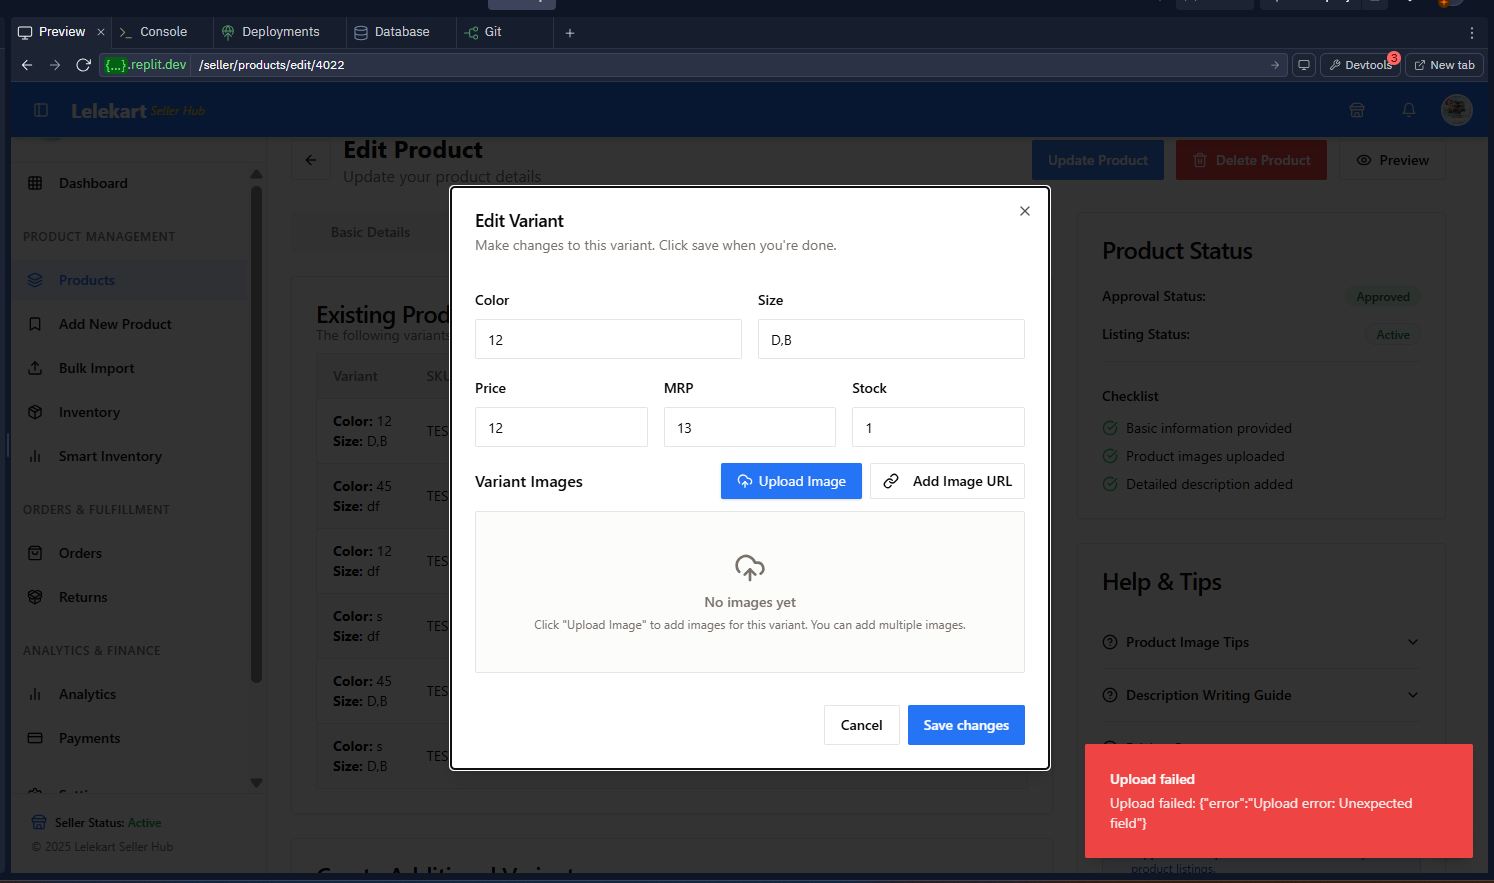 Preview
Console
Deployments
Database
Git
{...}.replit.dev
/seller/products/edit/4022
Devtools
3
New tab
Lelekart Seller Hub
Edit Product
Update your product details
Update Product
Delete Product
Preview
Dashboard
PRODUCT MANAGEMENT
Products
Add New Product
Bulk Import
Inventory
Smart Inventory
ORDERS & FULFILLMENT
Orders
Returns
ANALYTICS & FINANCE
Analytics
Payments
Seller Status: Active
© 2025 Lelekart Seller Hub
Basic Details
Existing Prod
The following variants
Variant
SKU
Color: 12
Size: D,B
TES
Color: 45
Size: df
TES
Color: 12
Size: df
TES
Color: s
Size: df
TES
Color: 45
Size: D,B
TES
Color: s
Size: D,B
TES
Edit Variant
Make changes to this variant. Click save when you're done.
Color
Size
12
D,B
Price
MRP
Stock
12
13
1
Variant Images
Upload Image
Add Image URL
No images yet
Click "Upload Image" to add images for this variant. You can add multiple images.
Cancel
Save changes
Product Status
Approval Status:
Approved
Listing Status:
Active
Checklist
Basic information provided
Product images uploaded
Detailed description added
Help & Tips
Product Image Tips
Description Writing Guide
Upload failed
Upload failed: {"error":"Upload error: Unexpected
field"}
product listings.